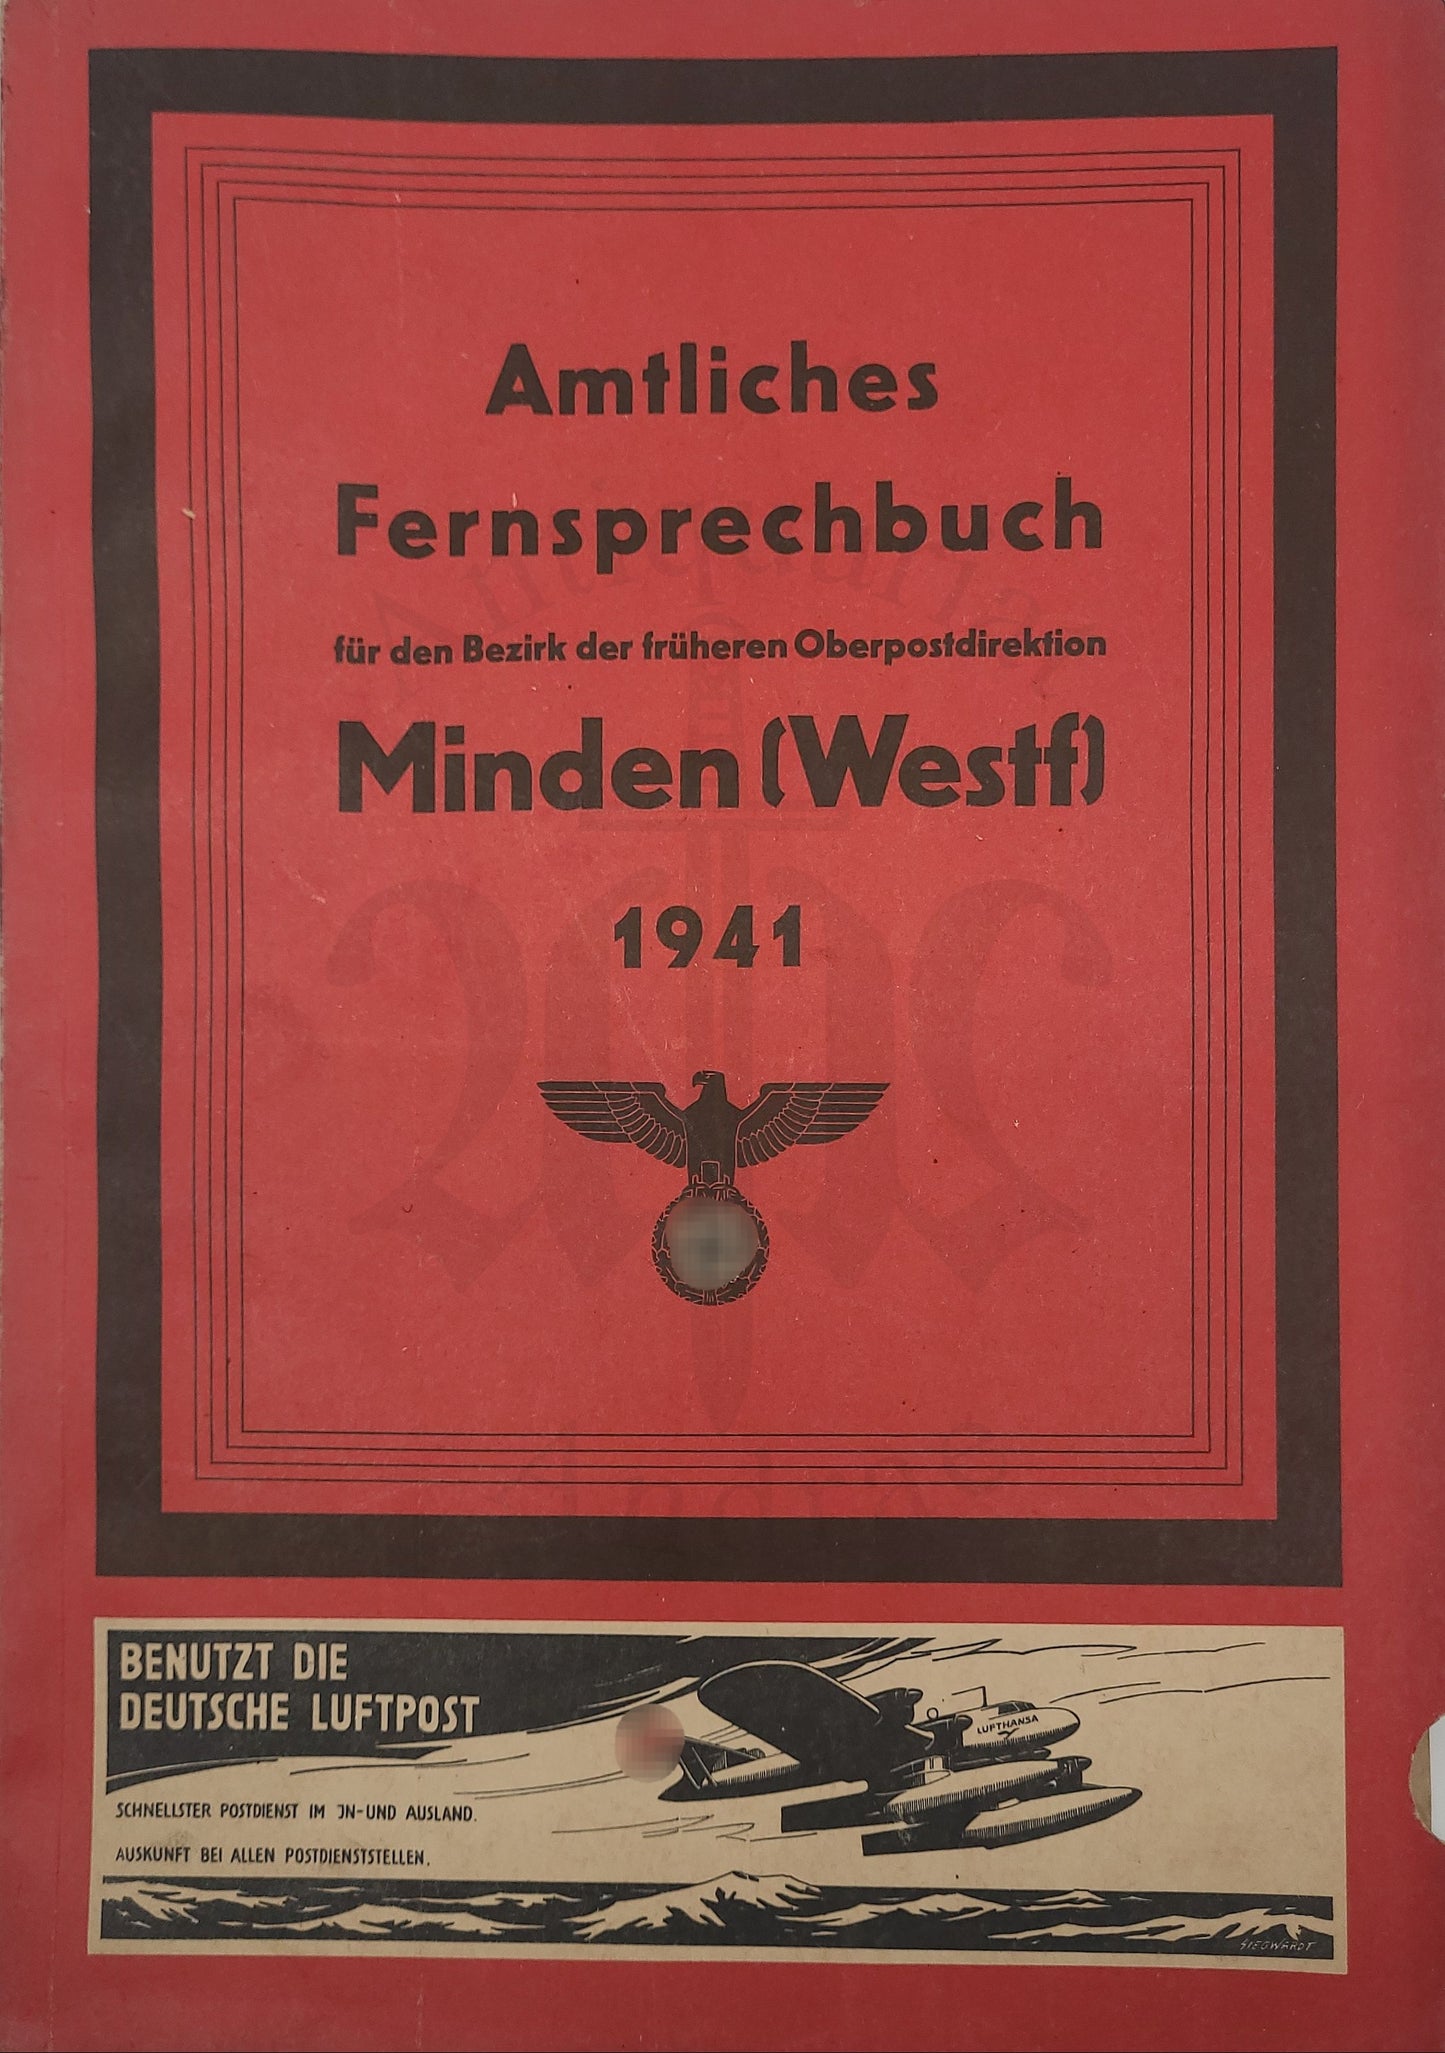 Amtliches
Fernsprechbuch
für den Bezirk der früheren Oberpostdirektion
Minden (Westf)
1941
BENUTZT DIE
DEUTSCHE LUFTPOST
LUFTHANSA
SCHNELLSTER POSTDIENST IM JN-UND AUSLAND.
AUSKUNFT BEI ALLEN POSTDIENSTSTELLEN.
SIEGWARDT